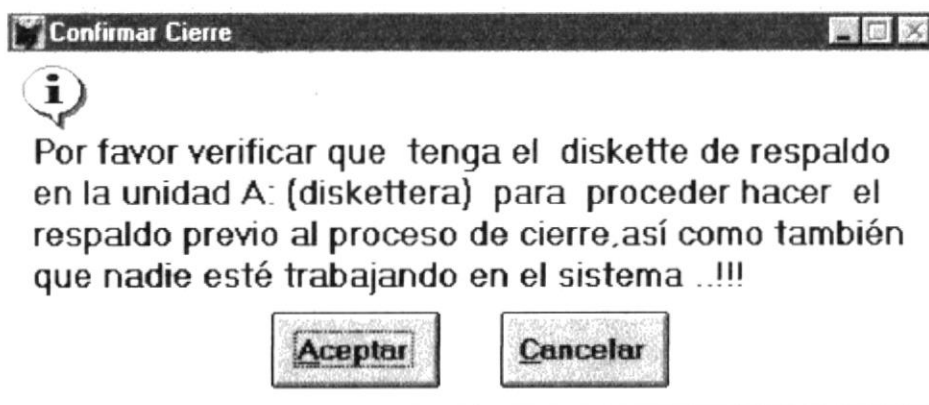 Confirmar Cierre
Por favor verificar que tenga el diskette de respaldo
en la unidad A: (diskettera) para proceder hacer el
respaldo previo al proceso de cierre,así como también
que nadie esté trabajando en el sistema ..!!!
Aceptar Cancelar